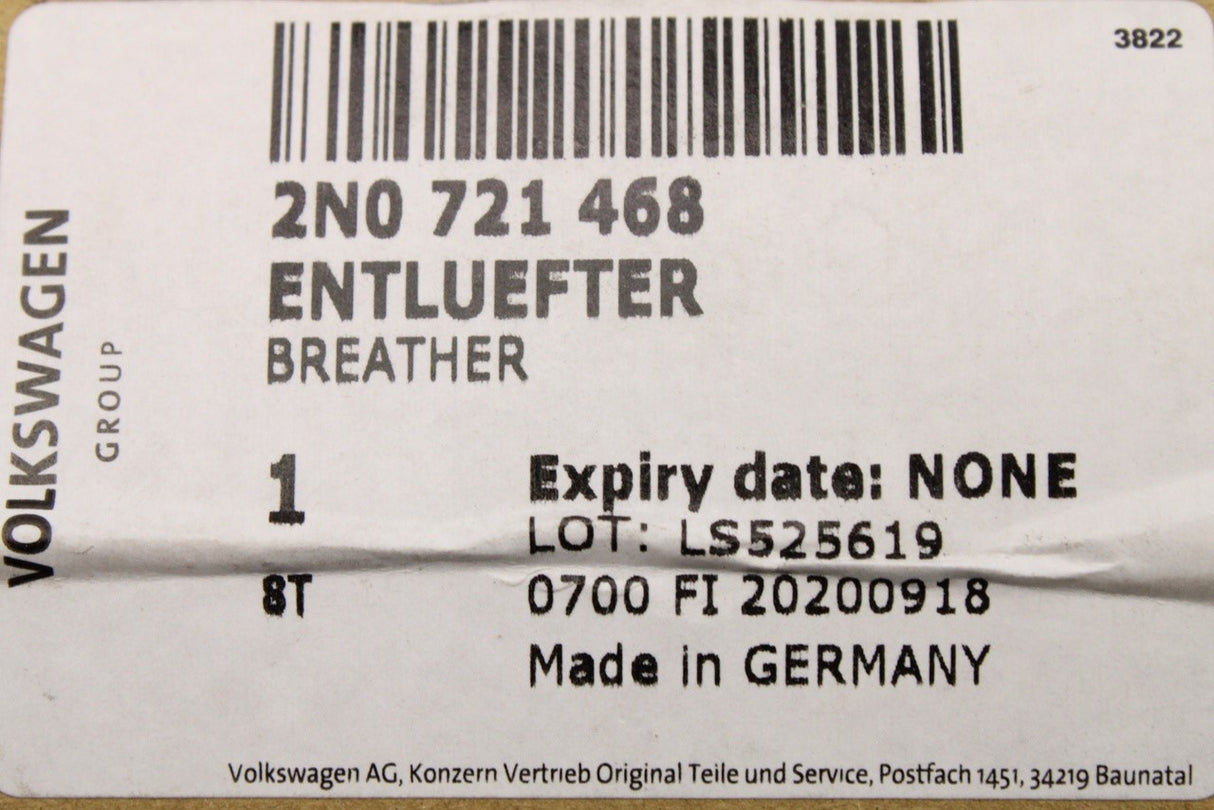 3822
2N0 721 468
ENTLUEFTER
BREATHER
VOLKSWAGEN
GROUP
1
Expiry date: NONE
LOT: LS525619
8T
0700 FI 20200918
Made in GERMANY
Volkswagen AG, Konzern Vertrieb Original Teile und Service, Postfach 1451, 34219 Baunatal